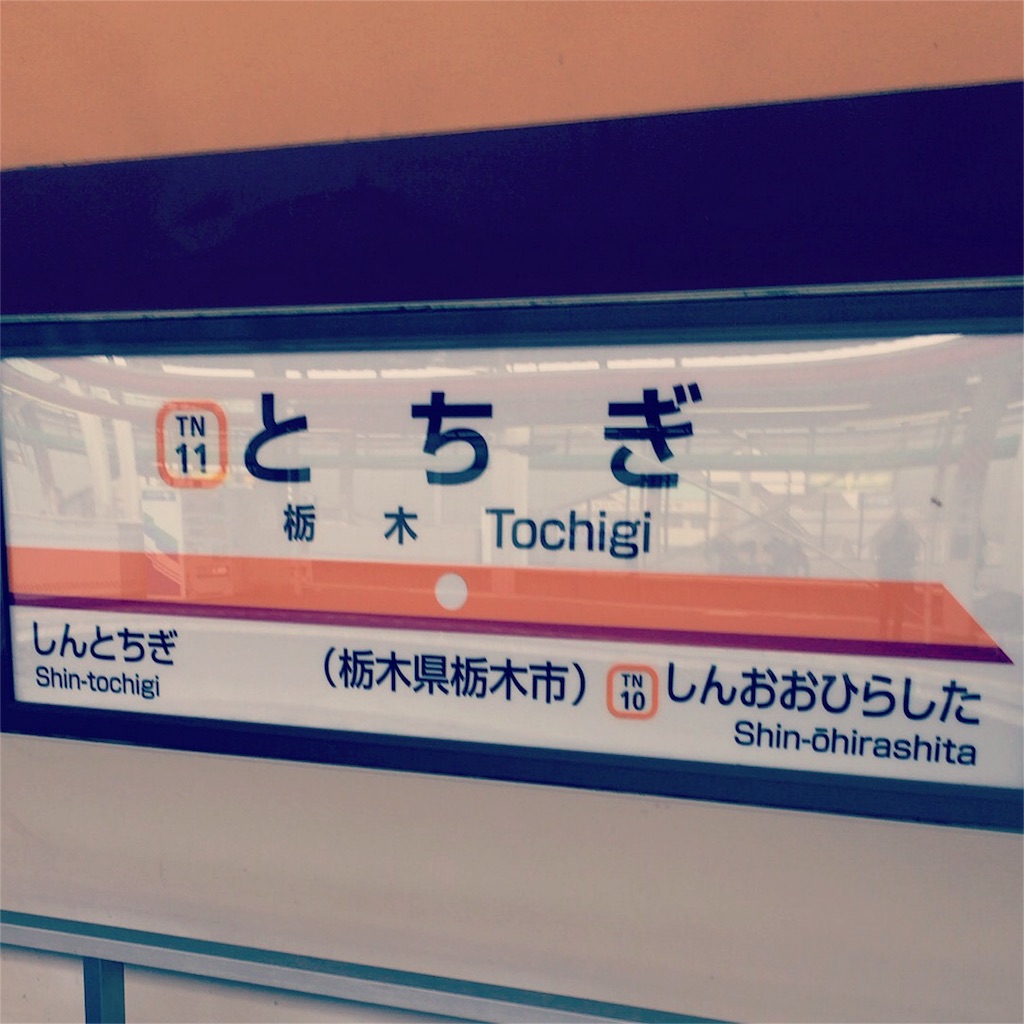 TN
11
とちぎ
栃木 Tochigi
しんとちぎ
Shin-tochigi
（栃木県栃木市）
TN
10
しんおおひらした
Shin-ōhirashita